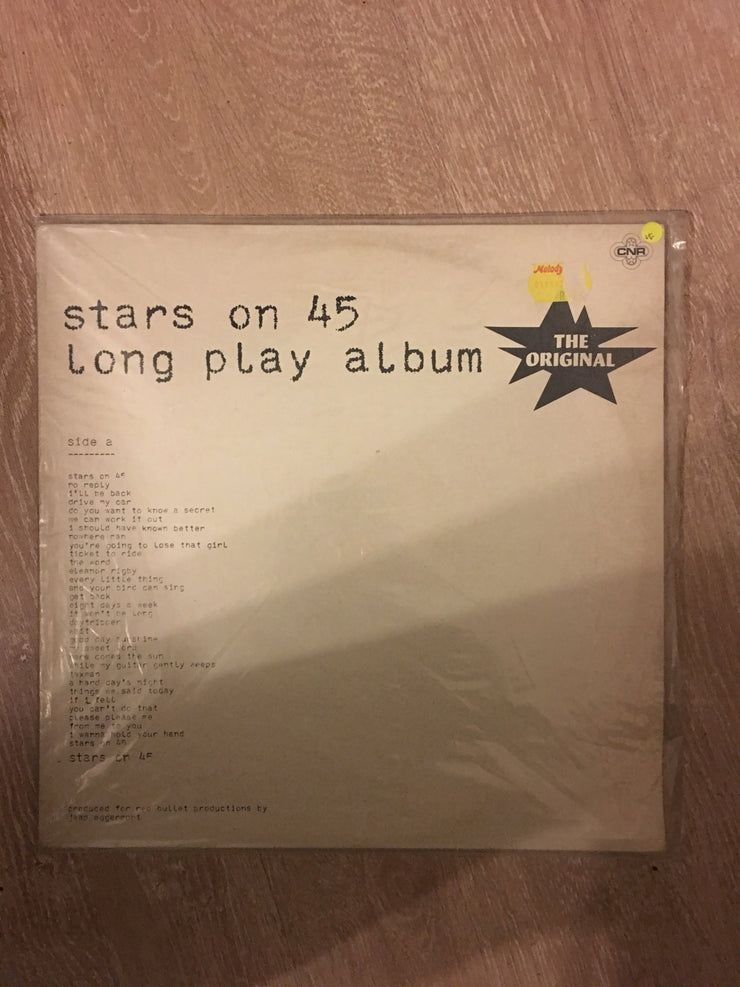 CNR
Melody
stars on 45
long play album
THE
ORIGINAL
side a
stars on 45
no reply
i'll be back
drive my car
do you want to know a secret
we can work it out
i should have known better
nowhere man
you're going to lose that girl
ticket to ride
the word
eleanor rigby
every little thing
and your bird can sing
get back
eight days a week
it won't be long
daytripper
wait
good day sunshine
my sweet lord
here comes the sun
while my guitar gently weeps
taxman
a hard day's night
things we said today
if i fell
you can't do that
please please me
from me to you
i wanna hold your hand
stars on 45
stars on 45
produced for red bullet productions by
jaap eggermont